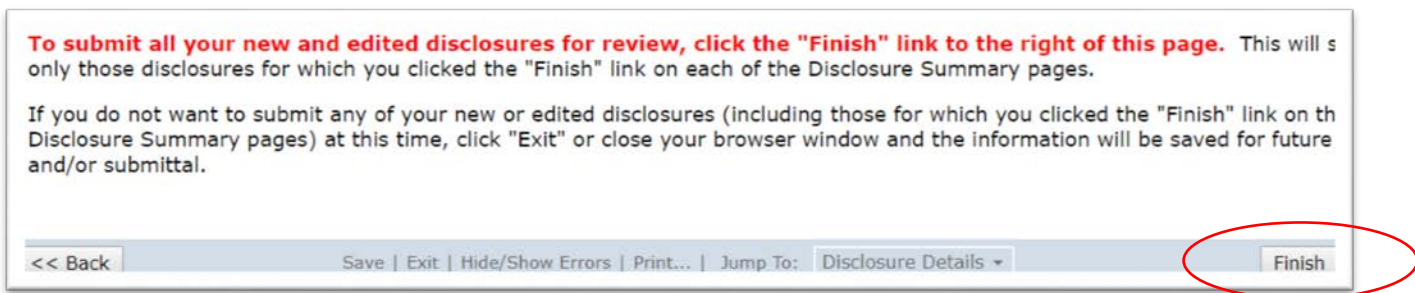 To submit all your new and edited disclosures for review, click the "Finish" link to the right of this page. This will s
only those disclosures for which you clicked the "Finish" link on each of the Disclosure Summary pages.
If you do not want to submit any of your new or edited disclosures (including those for which you clicked the "Finish" link on th
Disclosure Summary pages) at this time, click "Exit" or close your browser window and the information will be saved for future
and/or submittal.
<< Back Save | Exit | Hide/Show Errors | Print... | Jump To: Disclosure Details Finish